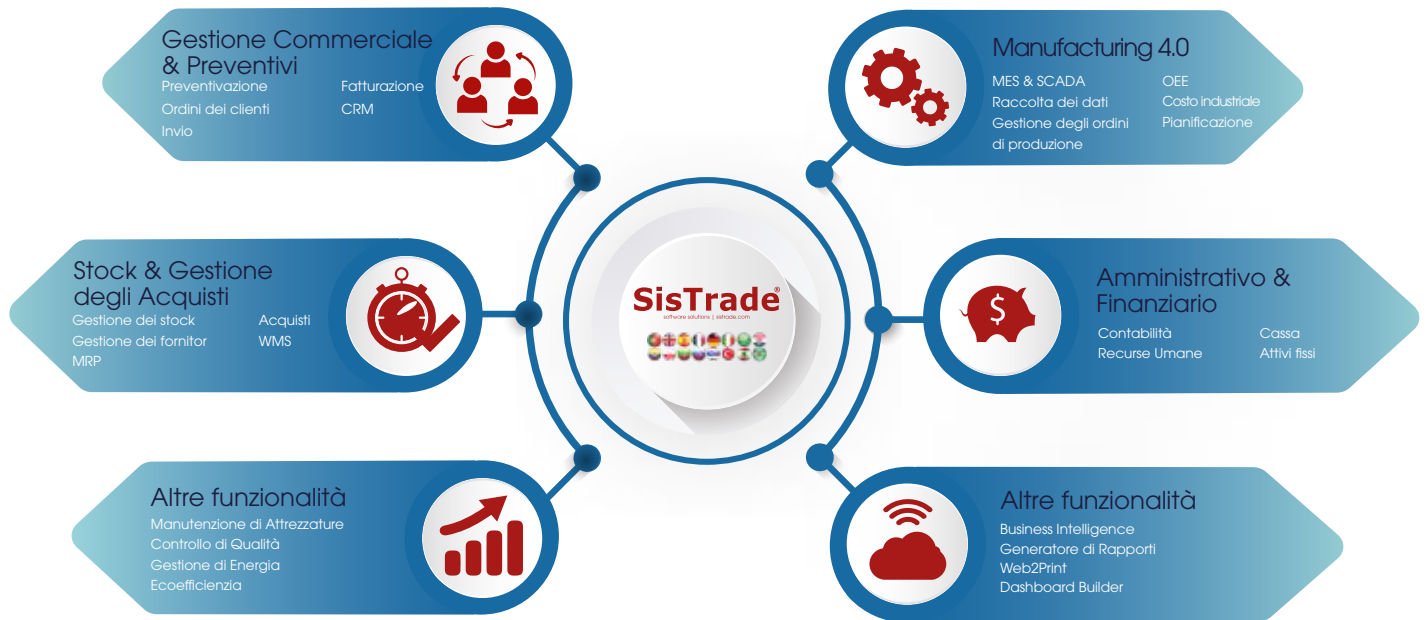 Gestione Commerciale
& Preventivi
Preventivazione
Ordini dei clienti
Invio
Fatturazione
CRM
Manufacturing 4.0
MES & SCADA
Raccolta dei dati
Gestione degli ordini
di produzione
OEE
Costo industriale
Pianificazione
Stock & Gestione
degli Acquisti
Gestione dei stock
Gestione dei fornitor
MRP
Acquisti
WMS
SisTrade®
software solutions | sistrade.com
Amministrativo &
Finanziario
Contabilità
Recurse Umane
Cassa
Attivi fissi
$
Altre funzionalità
Manutenzione di Attrezzature
Controllo di Qualità
Gestione di Energia
Ecoefficienzia
Altre funzionalità
Business Intelligence
Generatore di Rapporti
Web2Print
Dashboard Builder